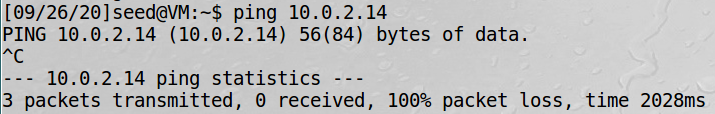 [09/26/20]seed@VM:~$ ping 10.0.2.14
PING 10.0.2.14 (10.0.2.14) 56(84) bytes of data.
^C
--- 10.0.2.14 ping statistics ---
3 packets transmitted, 0 received, 100% packet loss, time 2028ms